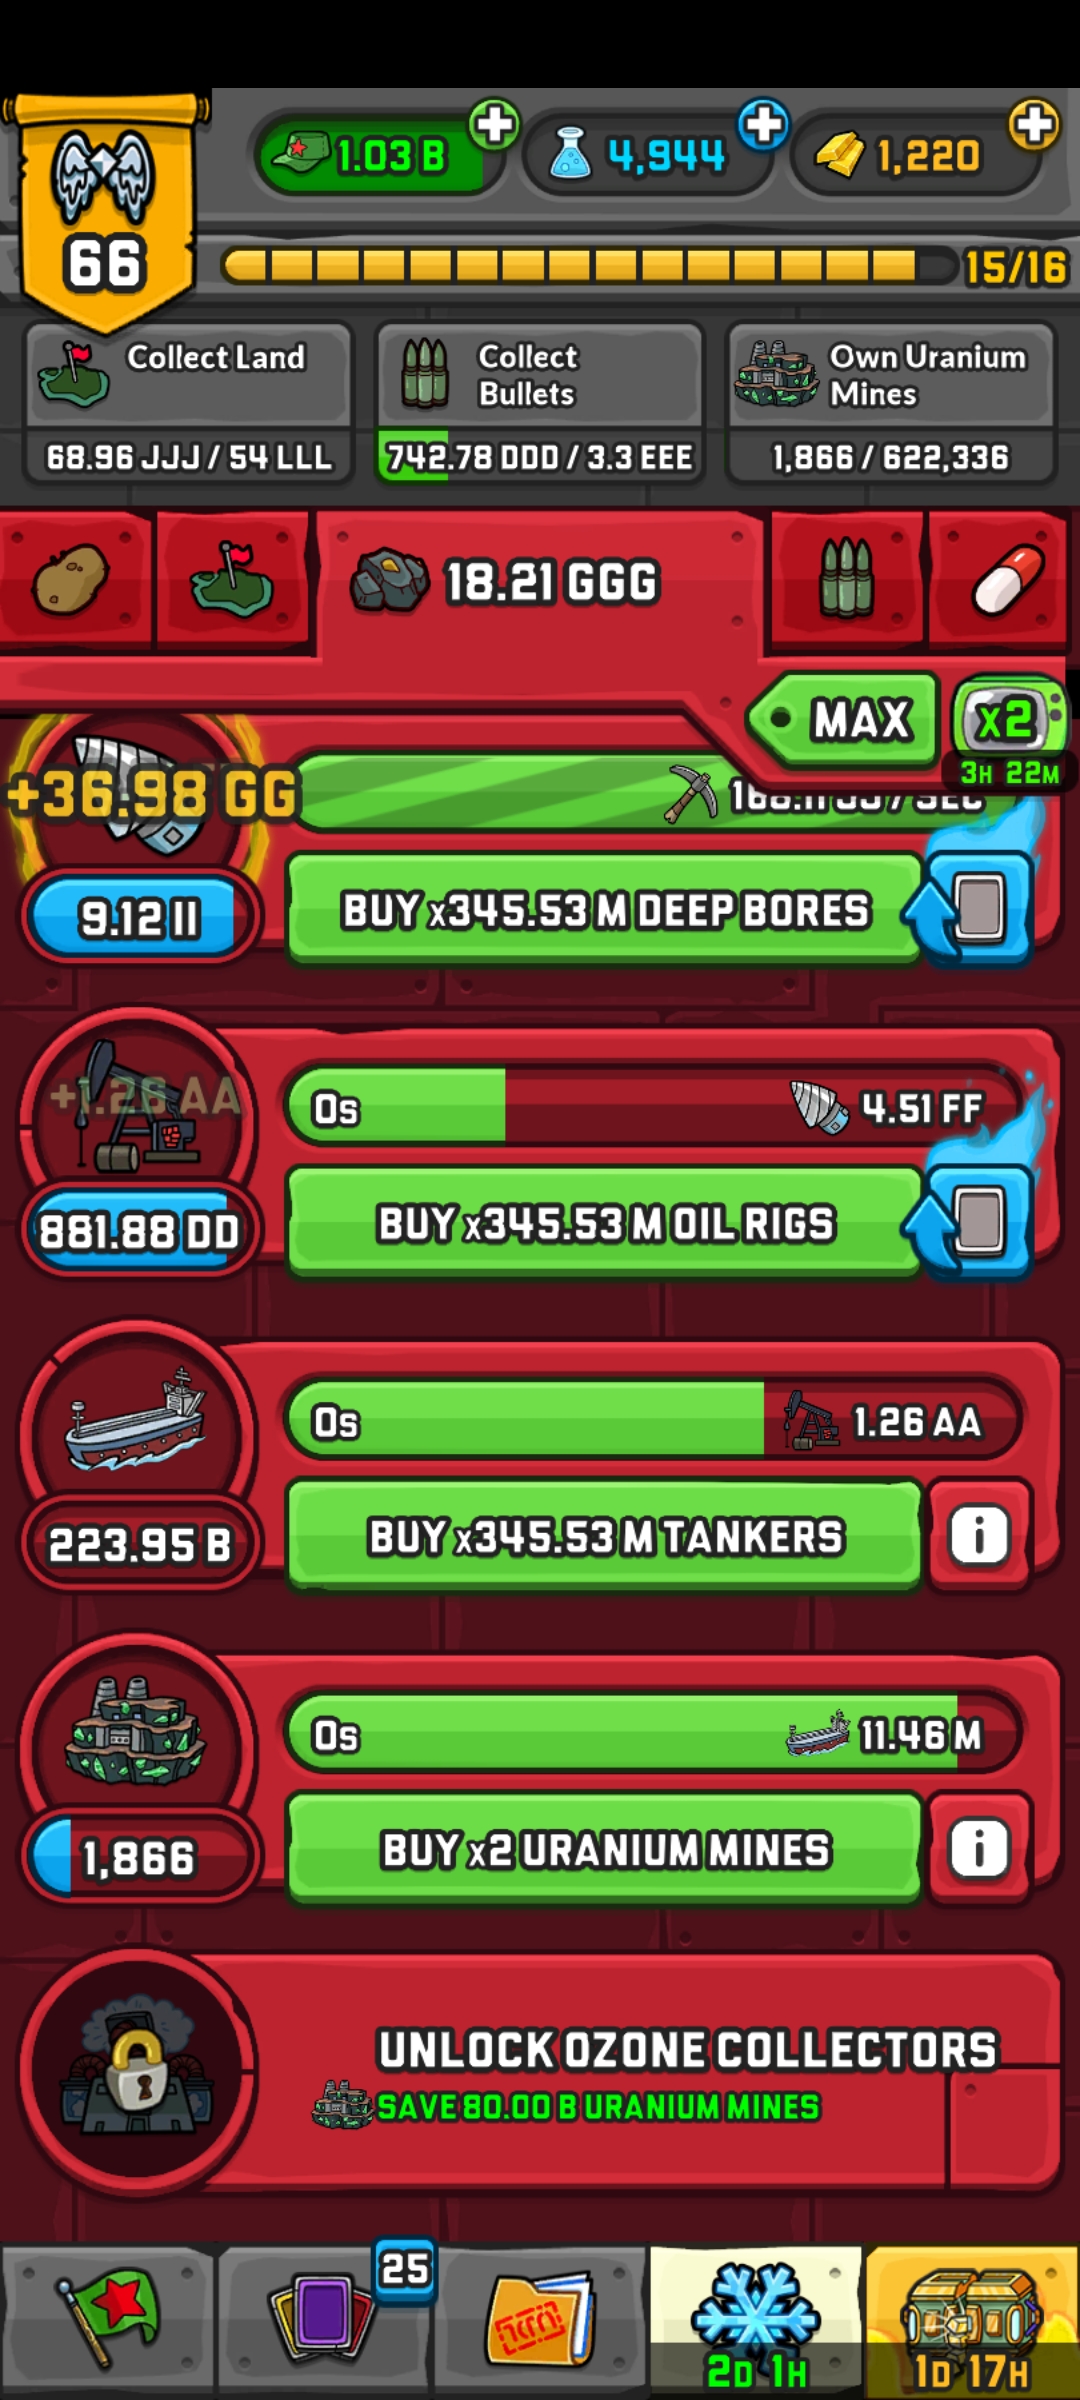 1.03 B
4,944
1,220
66
15/16
Collect Land
68.96 JJJ / 54 LLL
Collect
Bullets
742.78 DDD / 3.3 EEE
Own Uranium
Mines
1,866 / 622,336
18.21 GGG
MAX
x2
3H 22M
+36.98 GG
9.12 II
BUY x345.53 M DEEP BORES
+1.26 AA
0s
4.51 FF
881.88 DD
BUY x345.53 M OIL RIGS
0s
1.26 AA
223.95 B
BUY x345.53 M TANKERS
i
0s
11.46 M
1,866
BUY x2 URANIUM MINES
i
UNLOCK OZONE COLLECTORS
SAVE 80.00 B URANIUM MINES
25
2D 1H
1D 17H